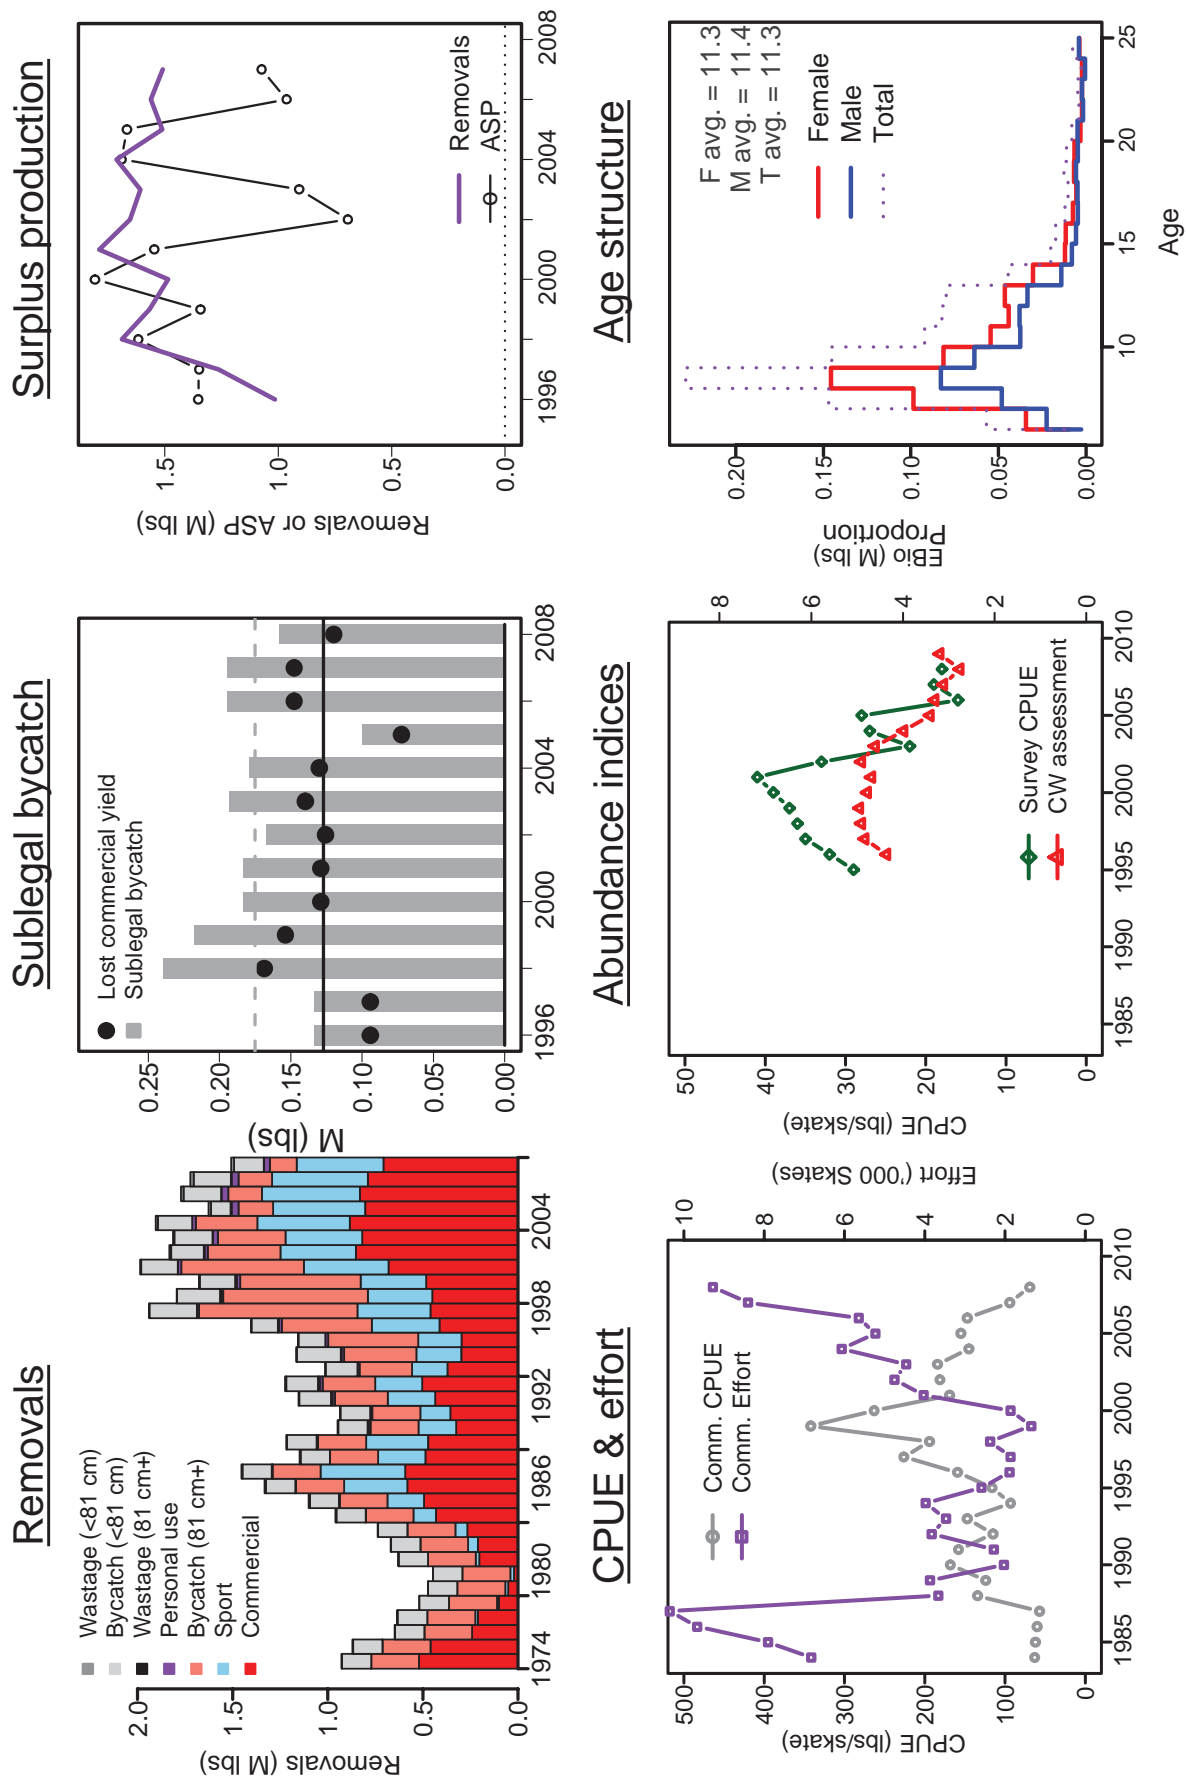 Removals
Wastage (<81 cm)
Bycatch (<81 cm)
Wastage (81 cm+)
Personal use
Bycatch (81 cm+)
Sport
Commercial
Removals (M lbs)
2.0
1.5
1.0
0.5
0.0
1974 1980 1986 1992 1998 2004
Sublegal bycatch
Lost commercial yield
Sublegal bycatch
M (lbs)
0.25
0.20
0.15
0.10
0.05
0.00
1996 2000 2004 2008
Surplus production
Removals or ASP (M lbs)
1.5
1.0
0.5
0.0
Removals
ASP
1996 2000 2004 2008
CPUE & effort
CPUE (lbs/skate)
500
400
300
200
100
0
Comm. CPUE
Comm. Effort
Effort ('000 Skates)
10
8
6
4
2
0
1985 1990 1995 2000 2005 2010
Abundance indices
CPUE (lbs/skate)
50
40
30
20
10
0
Survey CPUE
CW assessment
EBio (M lbs)
8
6
4
2
0
1985 1990 1995 2000 2005 2010
Age structure
Proportion
0.20
0.15
0.10
0.05
0.00
F avg. = 11.3
M avg. = 11.4
T avg. = 11.3
Female
Male
Total
10 15 20 25
Age